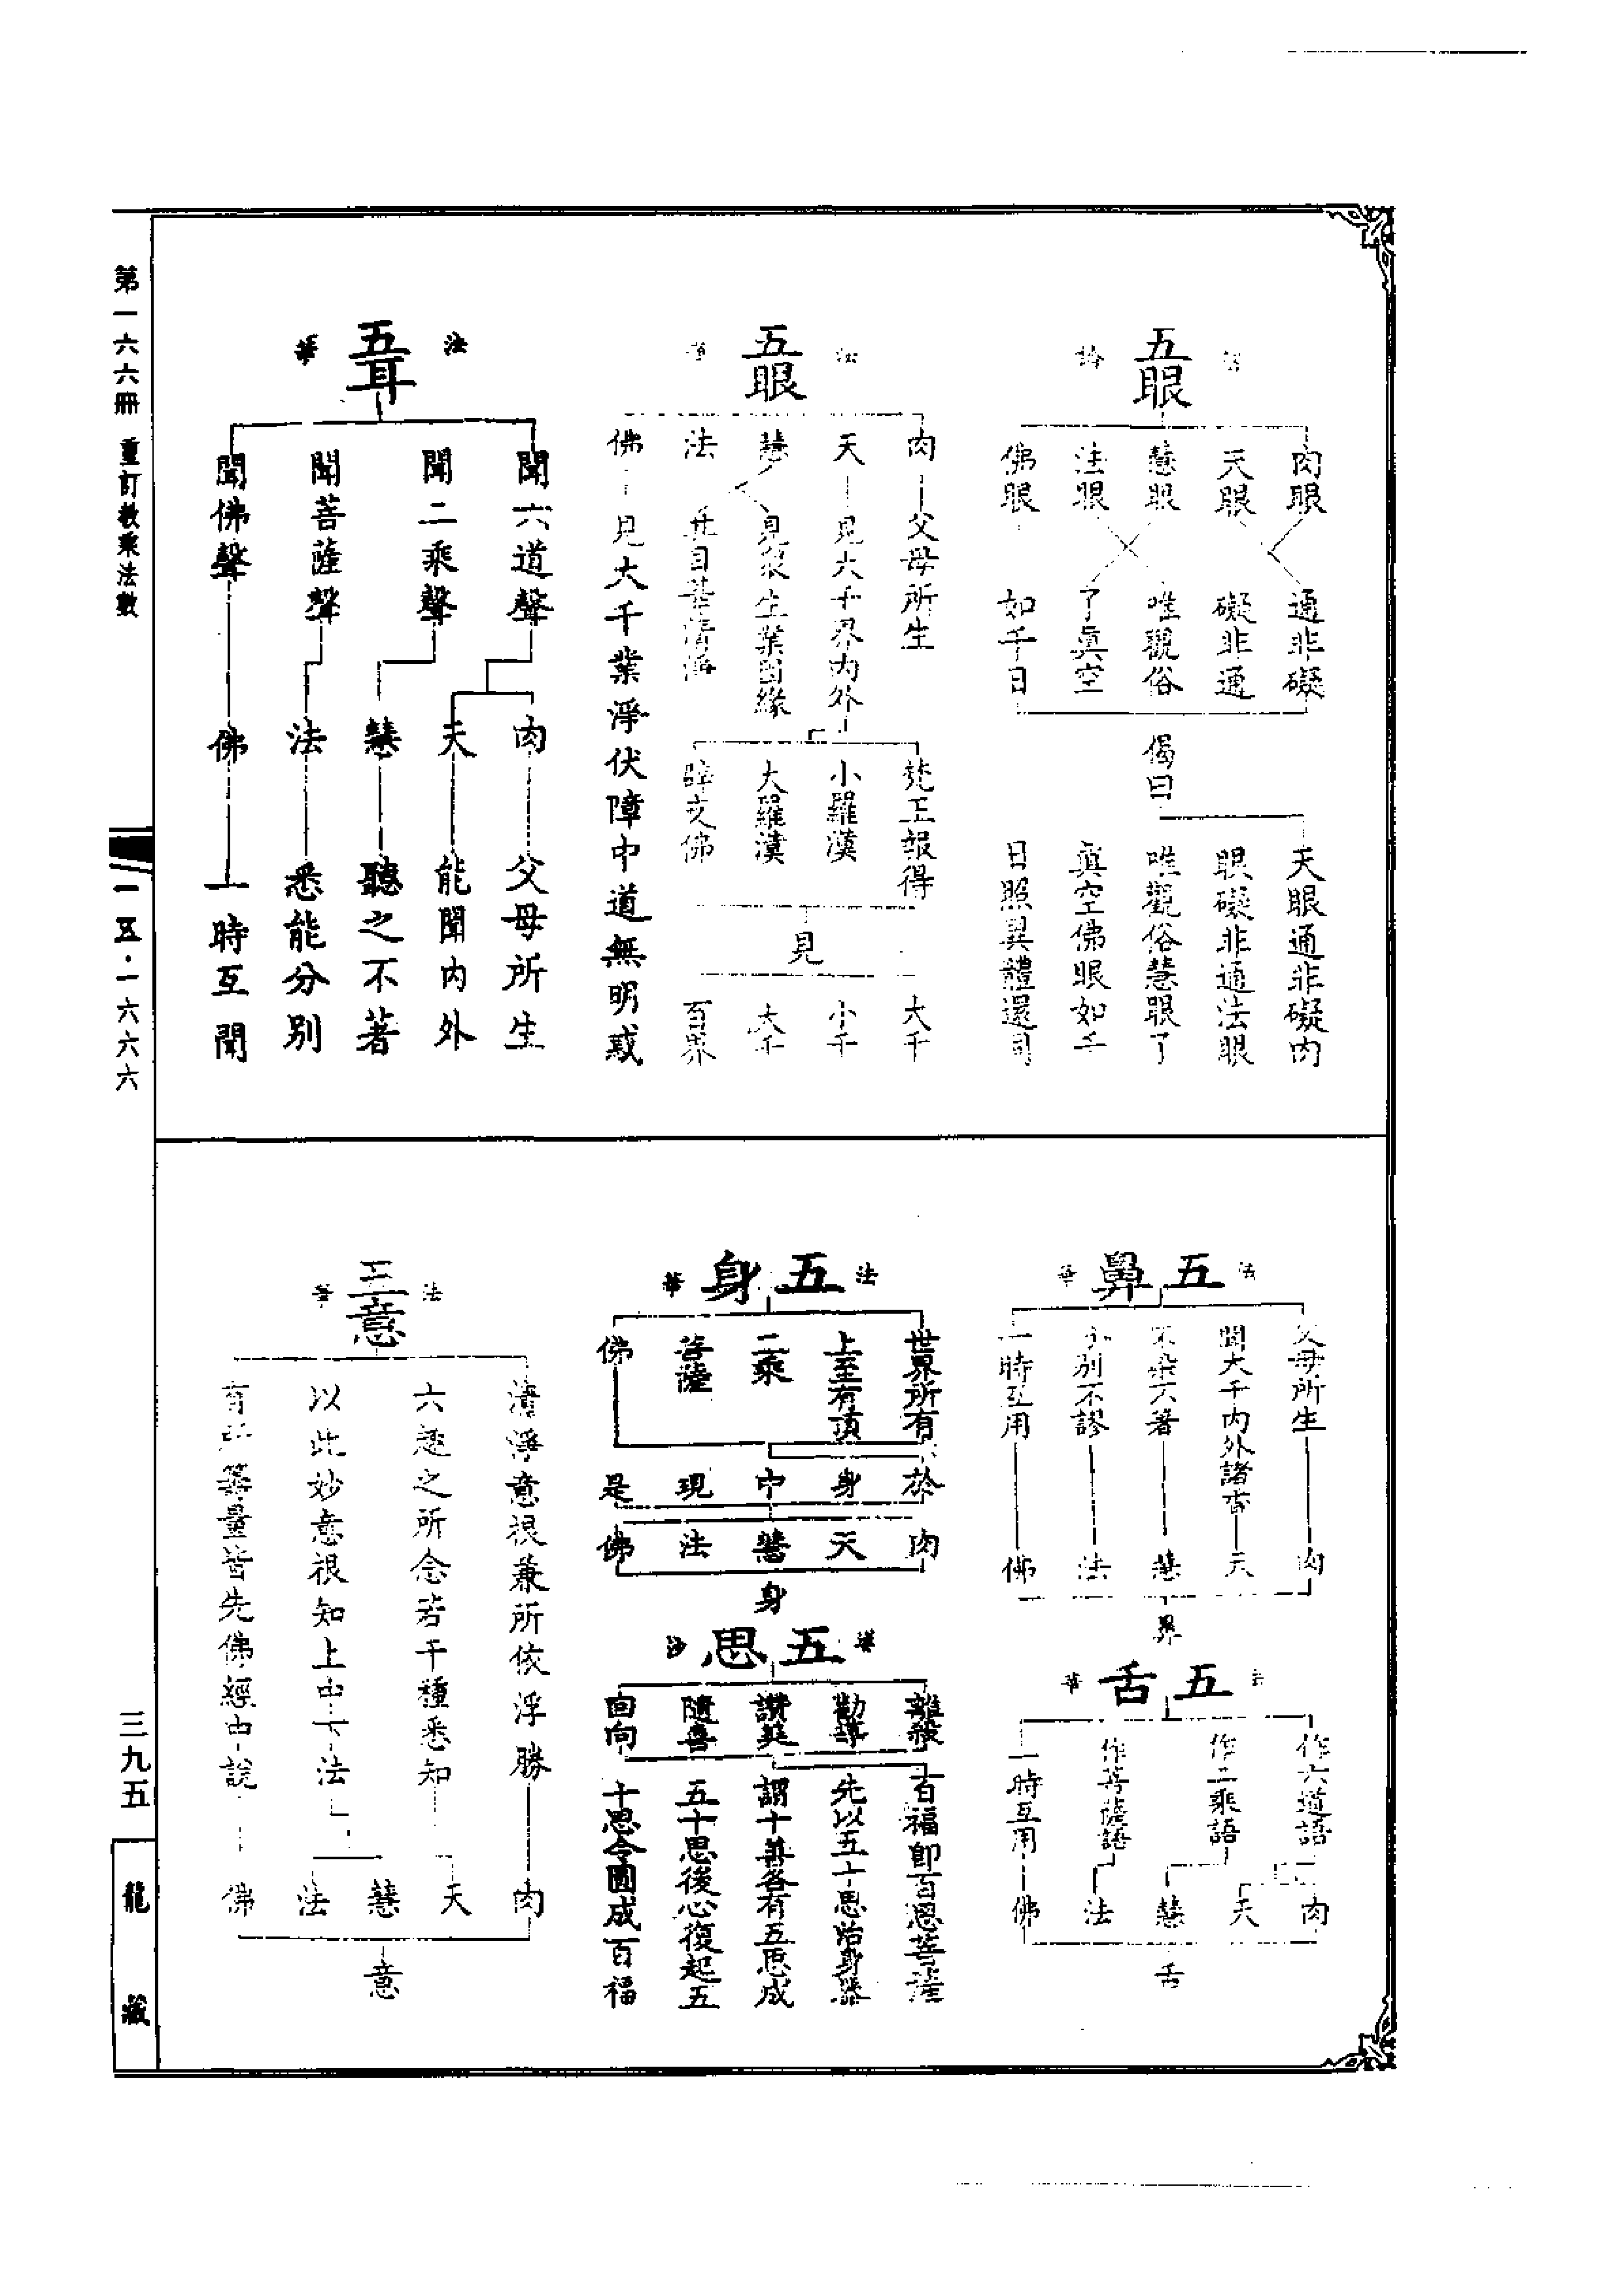 五眼
論
肉眼
天眼
慧眼
法眼
佛眼
通非礙
礙非通
唯觀俗
了眞空
如千日
偈曰
天眼通非礙肉
眼礙非通法眼
唯觀俗慧眼了
眞空佛眼如千
日照異體還同
法
五眼
華
肉
天
慧
法
佛
父母所生
見大千界內外
見衆生業因緣
見大千業淨伏障中道無明惑
梵王報得
小羅漢
大羅漢
辟支佛
見
大千
小千
大千
百界
法
五耳
華
聞六道聲
聞二乘聲
聞菩薩聲
聞佛聲
肉
天
慧
法
佛
父母所生
能聞內外
聽之不著
悉能分別
一時互聞
法
五鼻
華
父母所生
聞大千內外諸香
不染不著
分別不謬
一時互用
肉
天
慧
法
佛
鼻
法
五舌
華
作六道語
作二乘語
作菩薩語
一時互用
肉
天
慧
法
佛
舌
法
五身
華
世界所有
上至有頂
二乘
菩薩
佛
於
身
中
現
是
肉
天
慧
法
佛
身
五思
離殺
勸導
讚美
隨喜
回向
百福即百思菩薩
先以五十思治身器
謂十善各有五思成
五十思後心復起五
十思令圓成百福
法
五意
華
清淨意根兼所依浮勝
六趣之所念若干種悉知
以此妙意根知上中下法
有所籌量皆先佛經中說
肉
天
慧
法
佛
意
第一六六冊
重訂教乘法數
一五·一六六六
三九五
龍藏